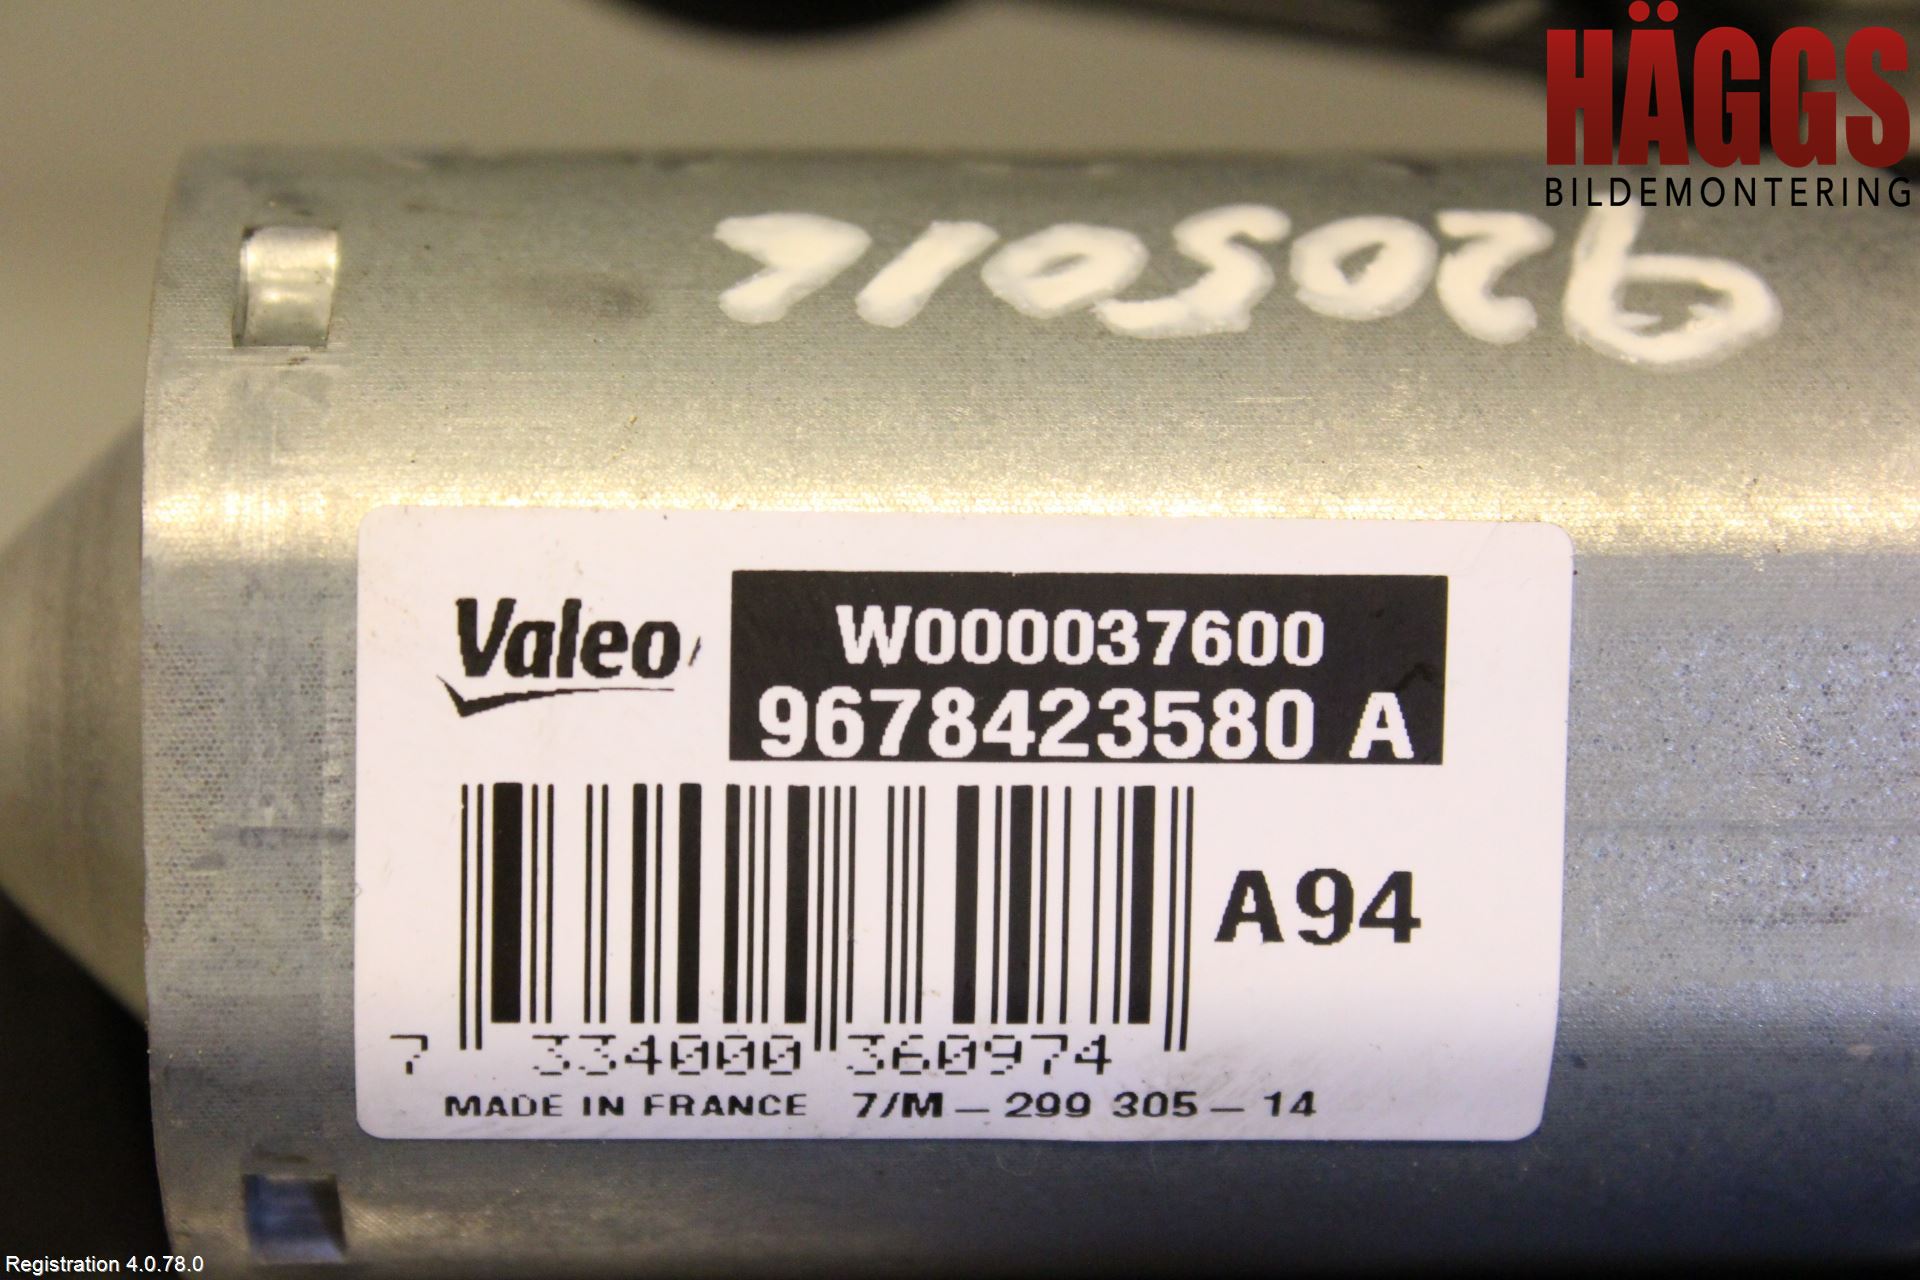 HÄGGS
BILDEMONTERING
Valeo
W000037600
9678423580 A
A94
7 334000 360974
MADE IN FRANCE 7/M – 299 305 – 14
Registration 4.0.78.0